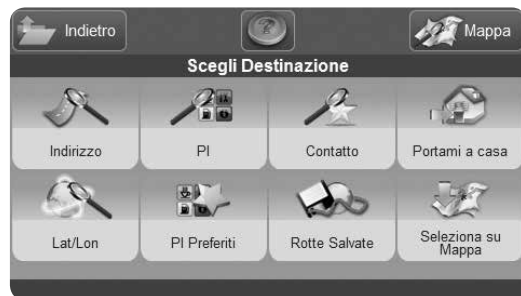 Indietro
?
Mappa
Scegli Destinazione
Indirizzo
PI
Contatto
Portami a casa
Lat/Lon
PI Preferiti
Rotte Salvate
Seleziona su
Mappa